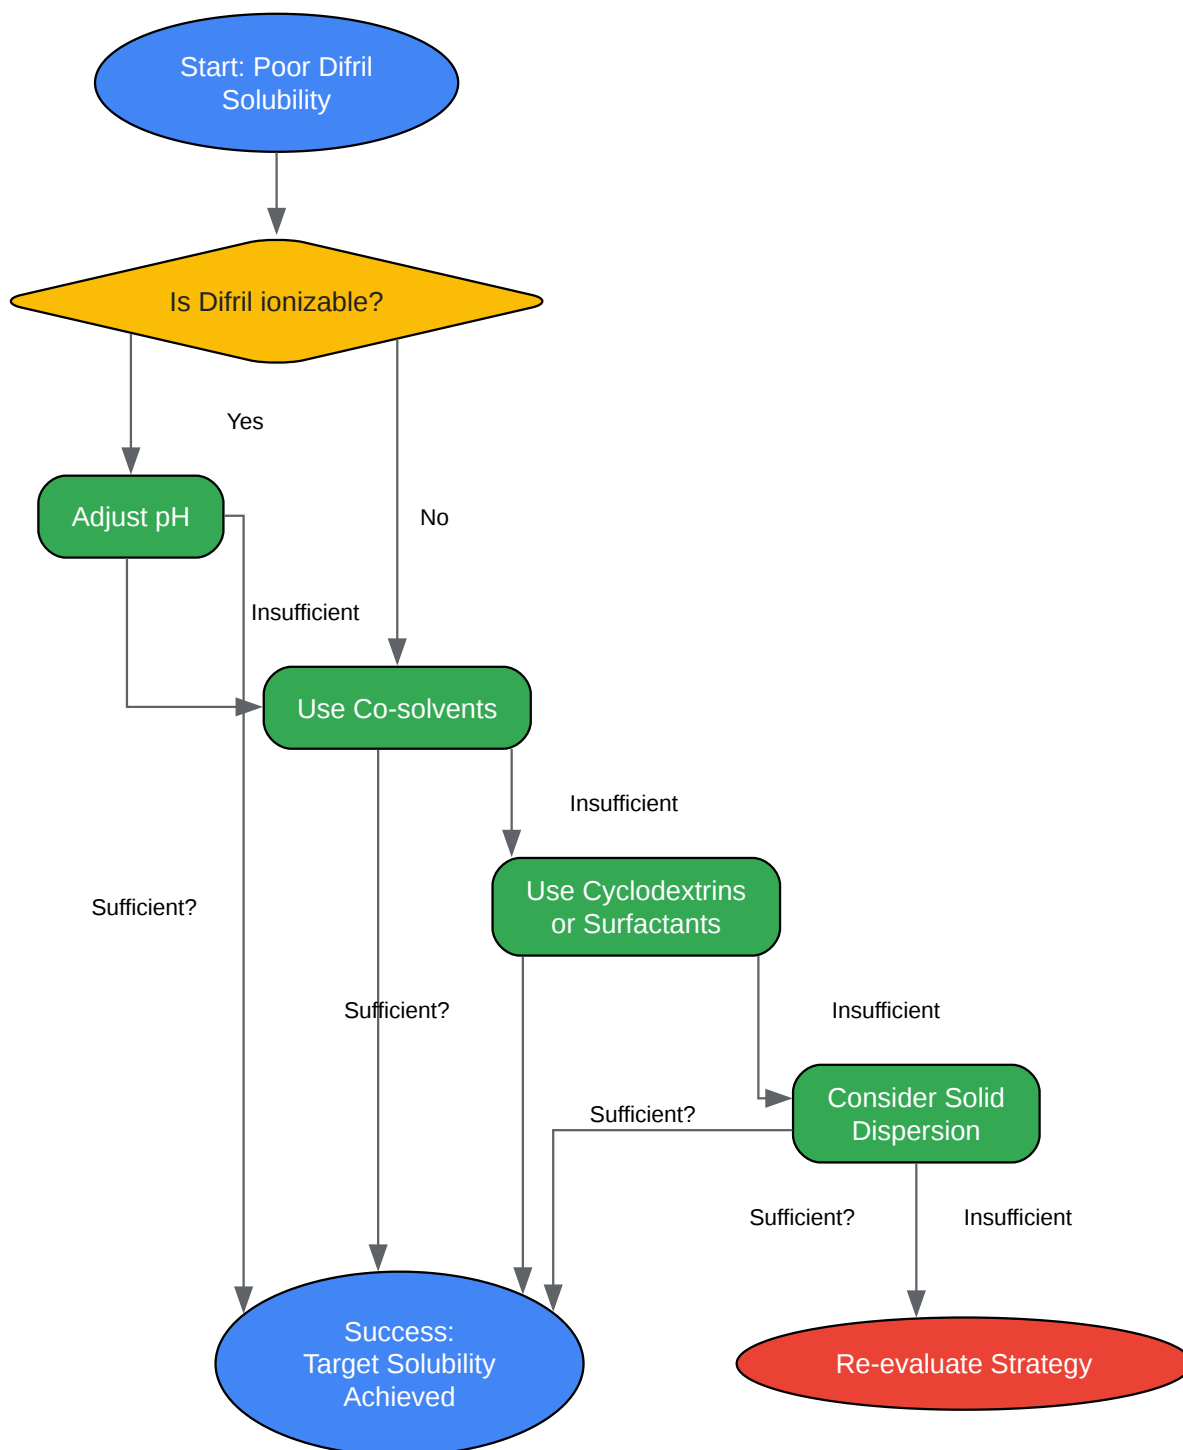 Start: Poor Difril
Solubility
Is Difril ionizable?
Yes
Adjust pH
No
Insufficient
Use Co-solvents
Insufficient
Use Cyclodextrins
or Surfactants
Sufficient?
Sufficient?
Insufficient
Consider Solid
Dispersion
Sufficient?
Sufficient?
Insufficient
Success:
Target Solubility
Achieved
Re-evaluate Strategy